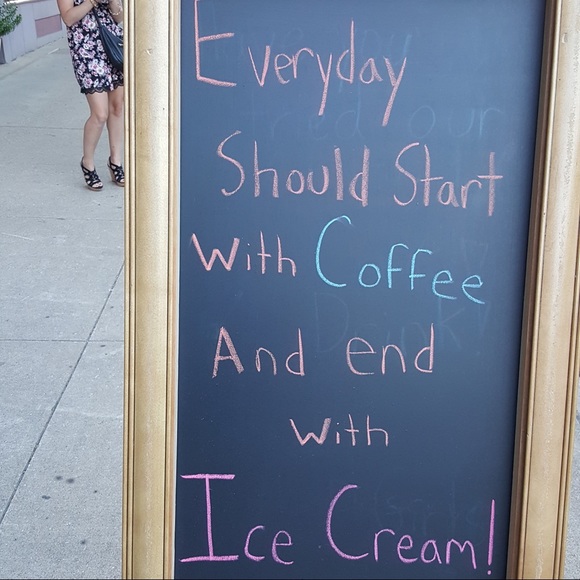 Everyday
Should Start
With Coffee
And end
with
Ice Cream!